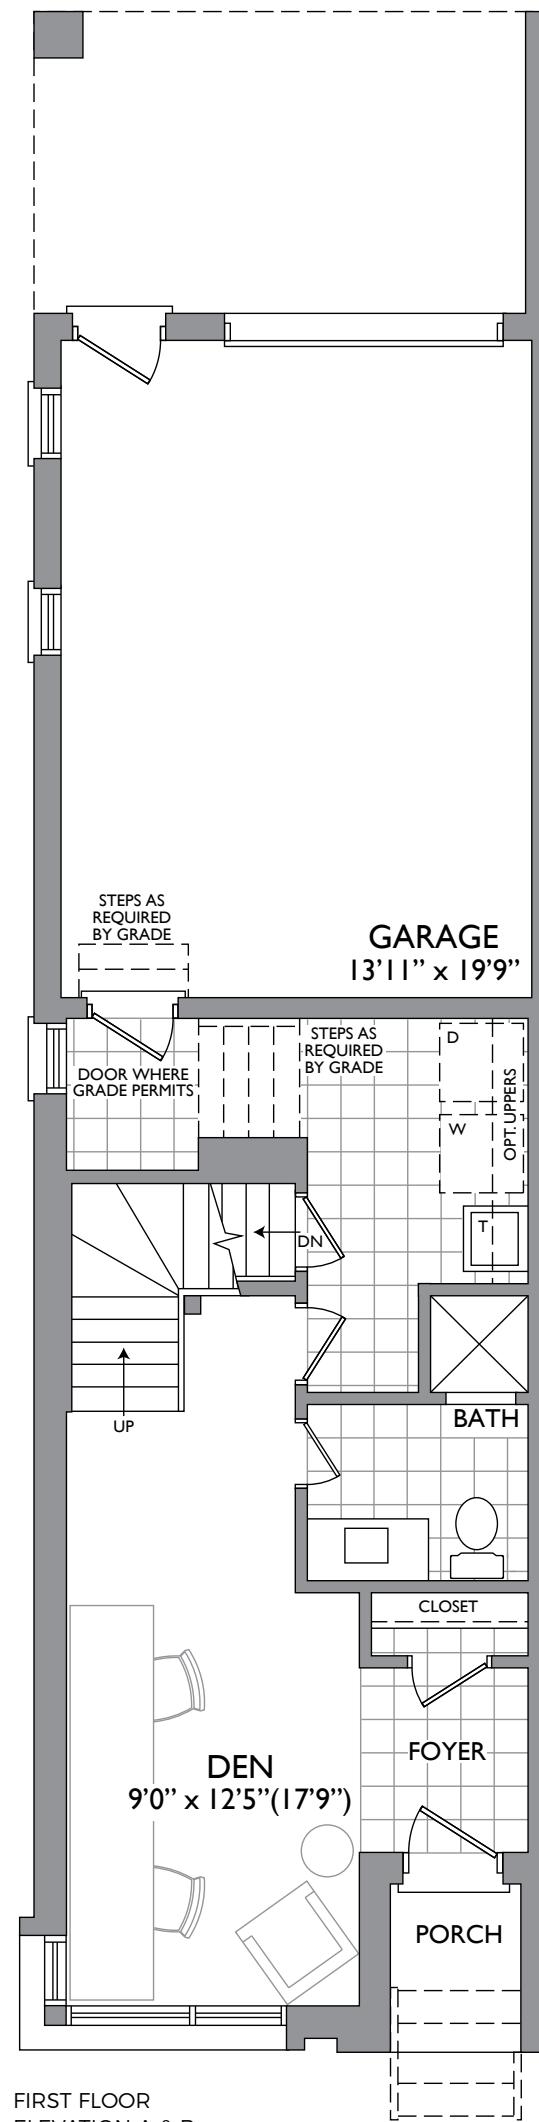 STEPS AS
REQUIRED
BY GRADE
GARAGE
13'11" x 19'9"
STEPS AS
REQUIRED
BY GRADE
D
DOOR WHERE
GRADE PERMITS
OPT. UPPERS
W
T
DN
UP
BATH
CLOSET
FOYER
DEN
9'0" x 12'5"(17'9")
PORCH
FIRST FLOOR